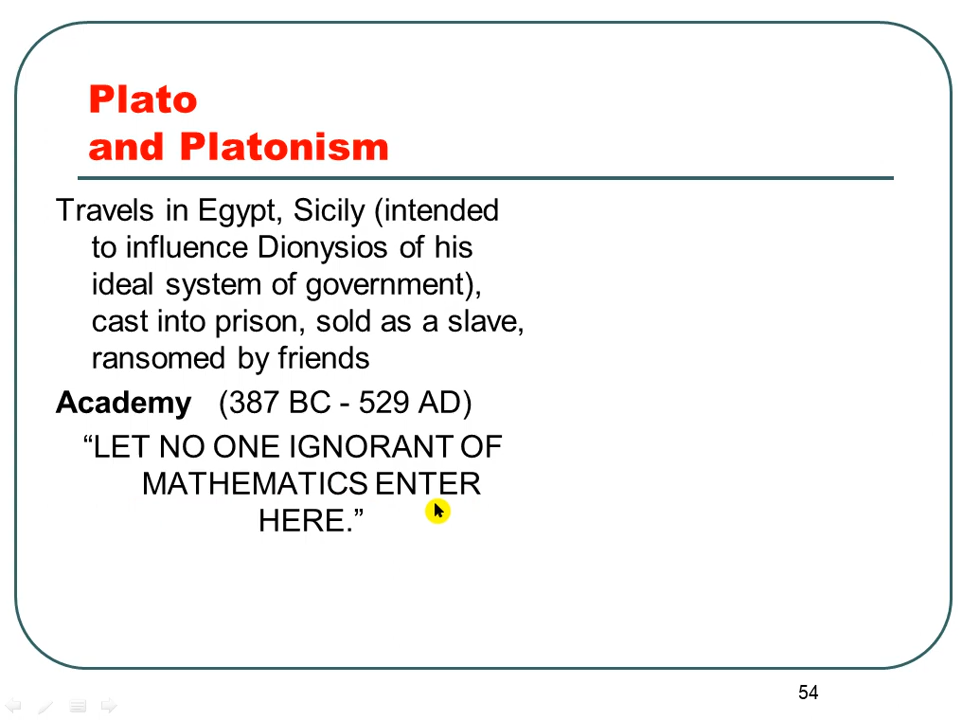 Plato
and Platonism
Travels in Egypt, Sicily (intended
to influence Dionysios of his
ideal system of government),
cast into prison, sold as a slave,
ransomed by friends
Academy (387 BC - 529 AD)
“LET NO ONE IGNORANT OF
MATHEMATICS ENTER
HERE.”
54